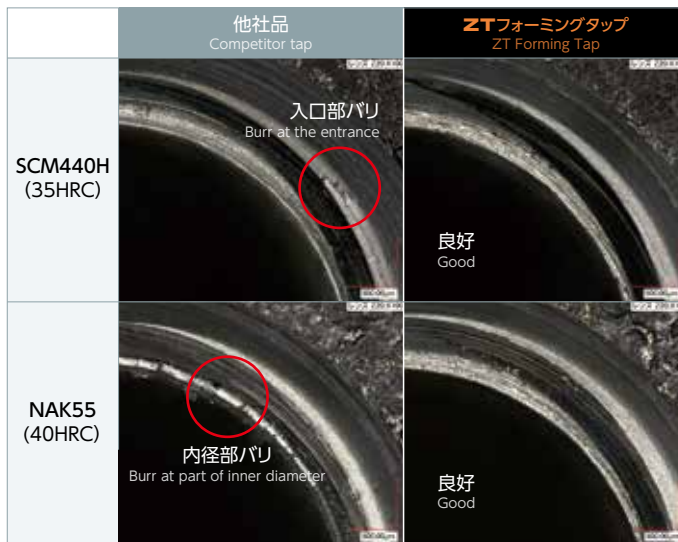 他社品
Competitor tap
ZTフォーミングタップ
ZT Forming Tap
SCM440H
(35HRC)
入口部バリ
Burr at the entrance
良好
Good
NAK55
(40HRC)
内径部バリ
Burr at part of inner diameter
良好
Good